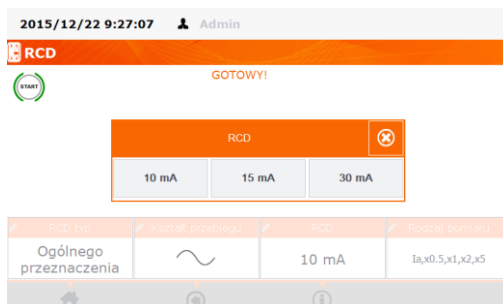 2015/12/22 9:27:07 Admin
RCD
START
GOTOWY!
RCD
10 mA 15 mA 30 mA
RCD typ Kształt przebiegu RCD Rodzaj pomiaru
Ogólnego
przeznaczenia 10 mA Ia,x0.5,x1,x2,x5